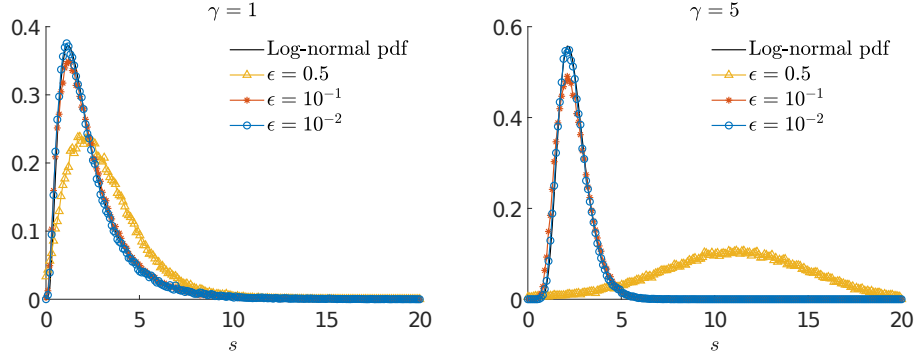 γ = 1
0.4
0.3
0.2
0.1
0
0
5
10
15
20
s
Log-normal pdf
ϵ = 0.5
ϵ = 10⁻¹
ϵ = 10⁻²
γ = 5
0.6
0.4
0.2
0
0
5
10
15
20
s
Log-normal pdf
ϵ = 0.5
ϵ = 10⁻¹
ϵ = 10⁻²